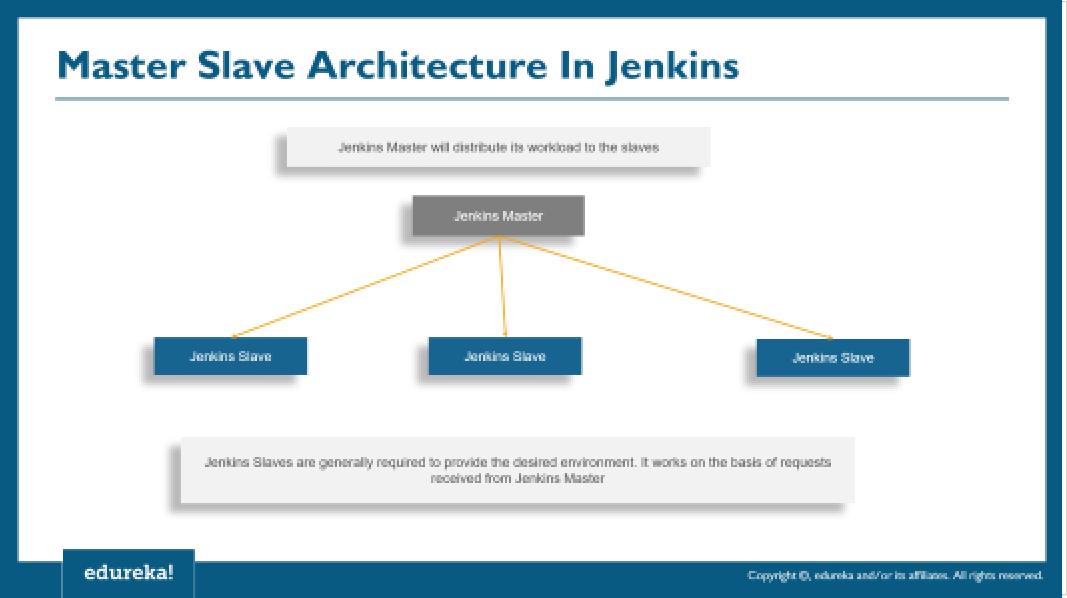 Master Slave Architecture In Jenkins
Jenkins Master will distribute its workload to the slaves
Jenkins Master
Jenkins Slave
Jenkins Slave
Jenkins Slave
Jenkins Slaves are generally required to provide the desired environment. It works on the basis of requests
received from Jenkins Master
edureka!
Copyright ©, edureka and/or its affiliates. All rights reserved.